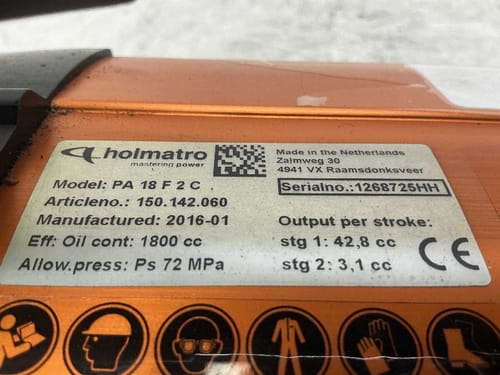 holmatro
mastering power
Made in the Netherlands
Zalmweg 30
4941 VX Raamsdonksveer
Model: PA 18 F 2 C
Serialno.:1268725HH
Articleno.: 150.142.060
Manufactured: 2016-01
Output per stroke:
Eff: Oil cont: 1800 cc
stg 1: 42,8 cc
Allow.press: Ps 72 MPa
stg 2: 3,1 cc
CE